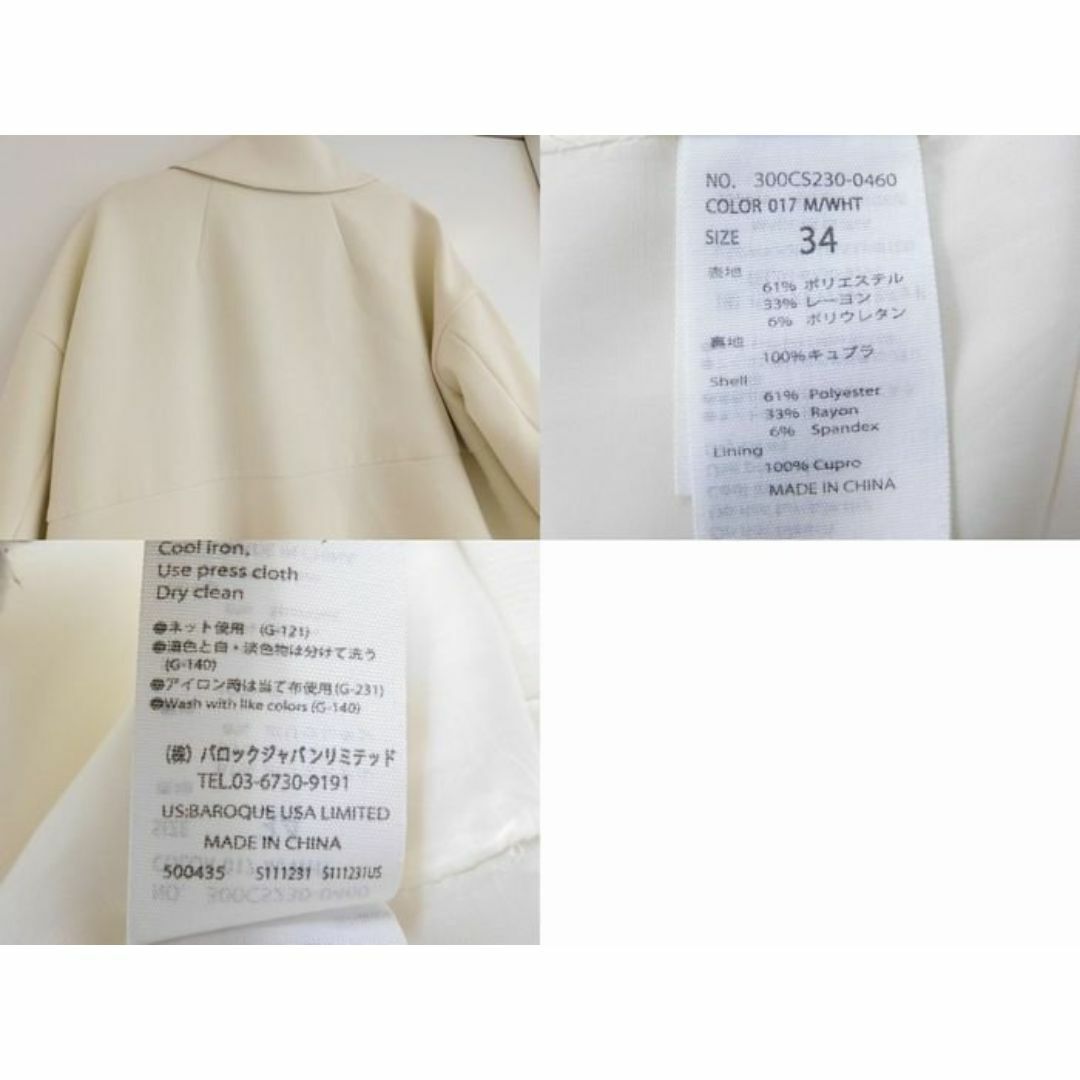 NO. 300CS230-0460
COLOR 017 M/WHT
SIZE 34
表地
61% ポリエステル
33% レーヨン
6% ポリウレタン
裏地
100%キュプラ
Shell
61% Polyester
33% Rayon
6% Spandex
Lining
100% Cupro
MADE IN CHINA
Cool iron,
Use press cloth
Dry clean
●ネット使用 (G-121)
●濃色と白・淡色物は分けて洗う
(G-140)
●アイロン時は当て布使用(G-231)
●Wash with like colors (G-140)
(株) バロックジャパンリミテッド
TEL.03-6730-9191
US:BAROQUE USA LIMITED
MADE IN CHINA
500435 S111231 S111231US